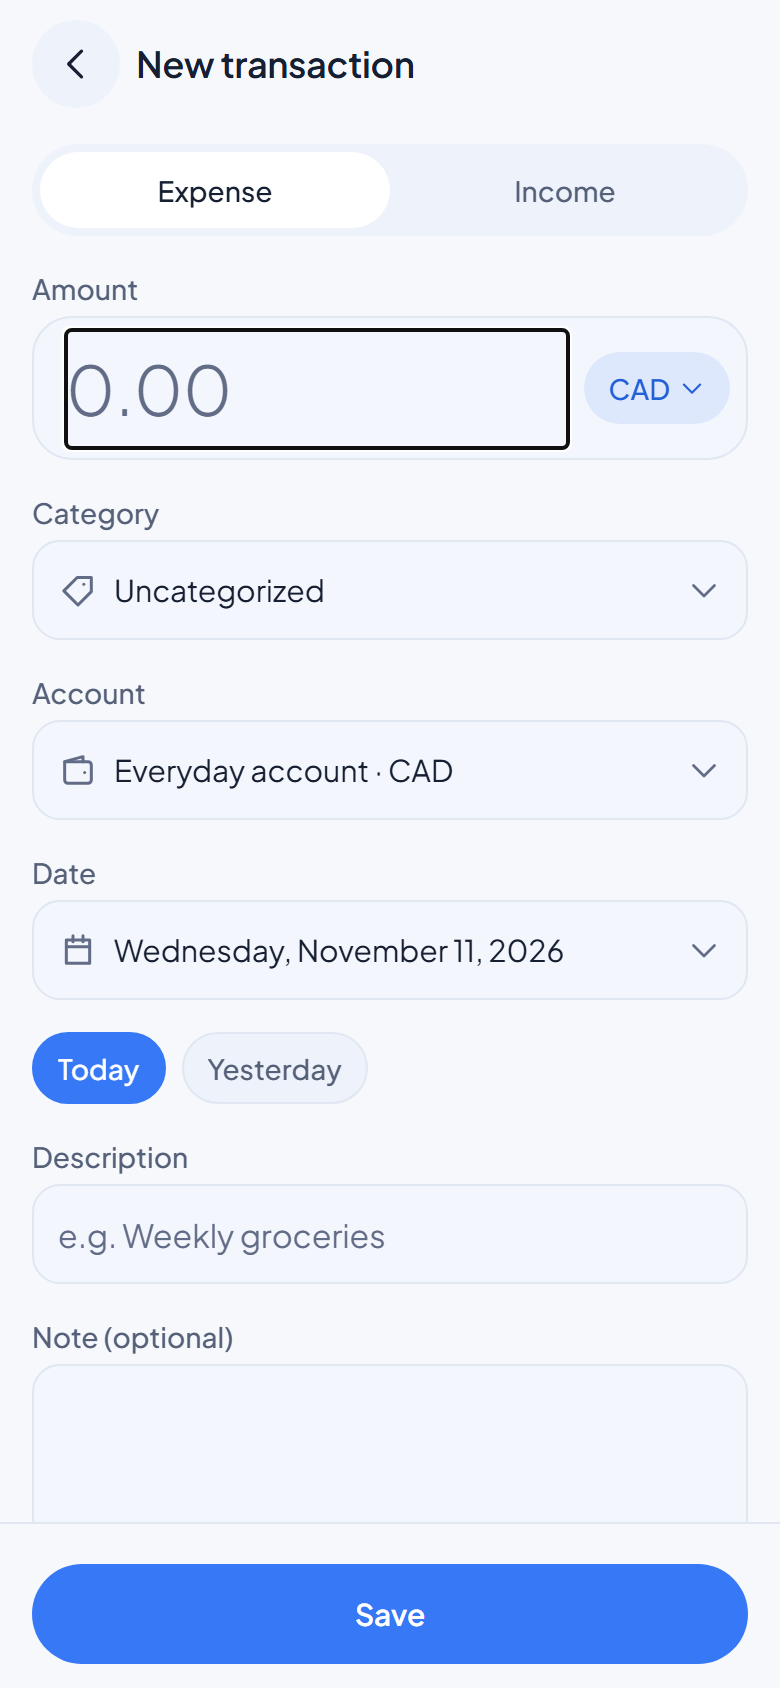 New transaction
Expense
Income
Amount
0.00
CAD
Category
Uncategorized
Account
Everyday account · CAD
Date
Wednesday, November 11, 2026
Today
Yesterday
Description
e.g. Weekly groceries
Note (optional)
Save